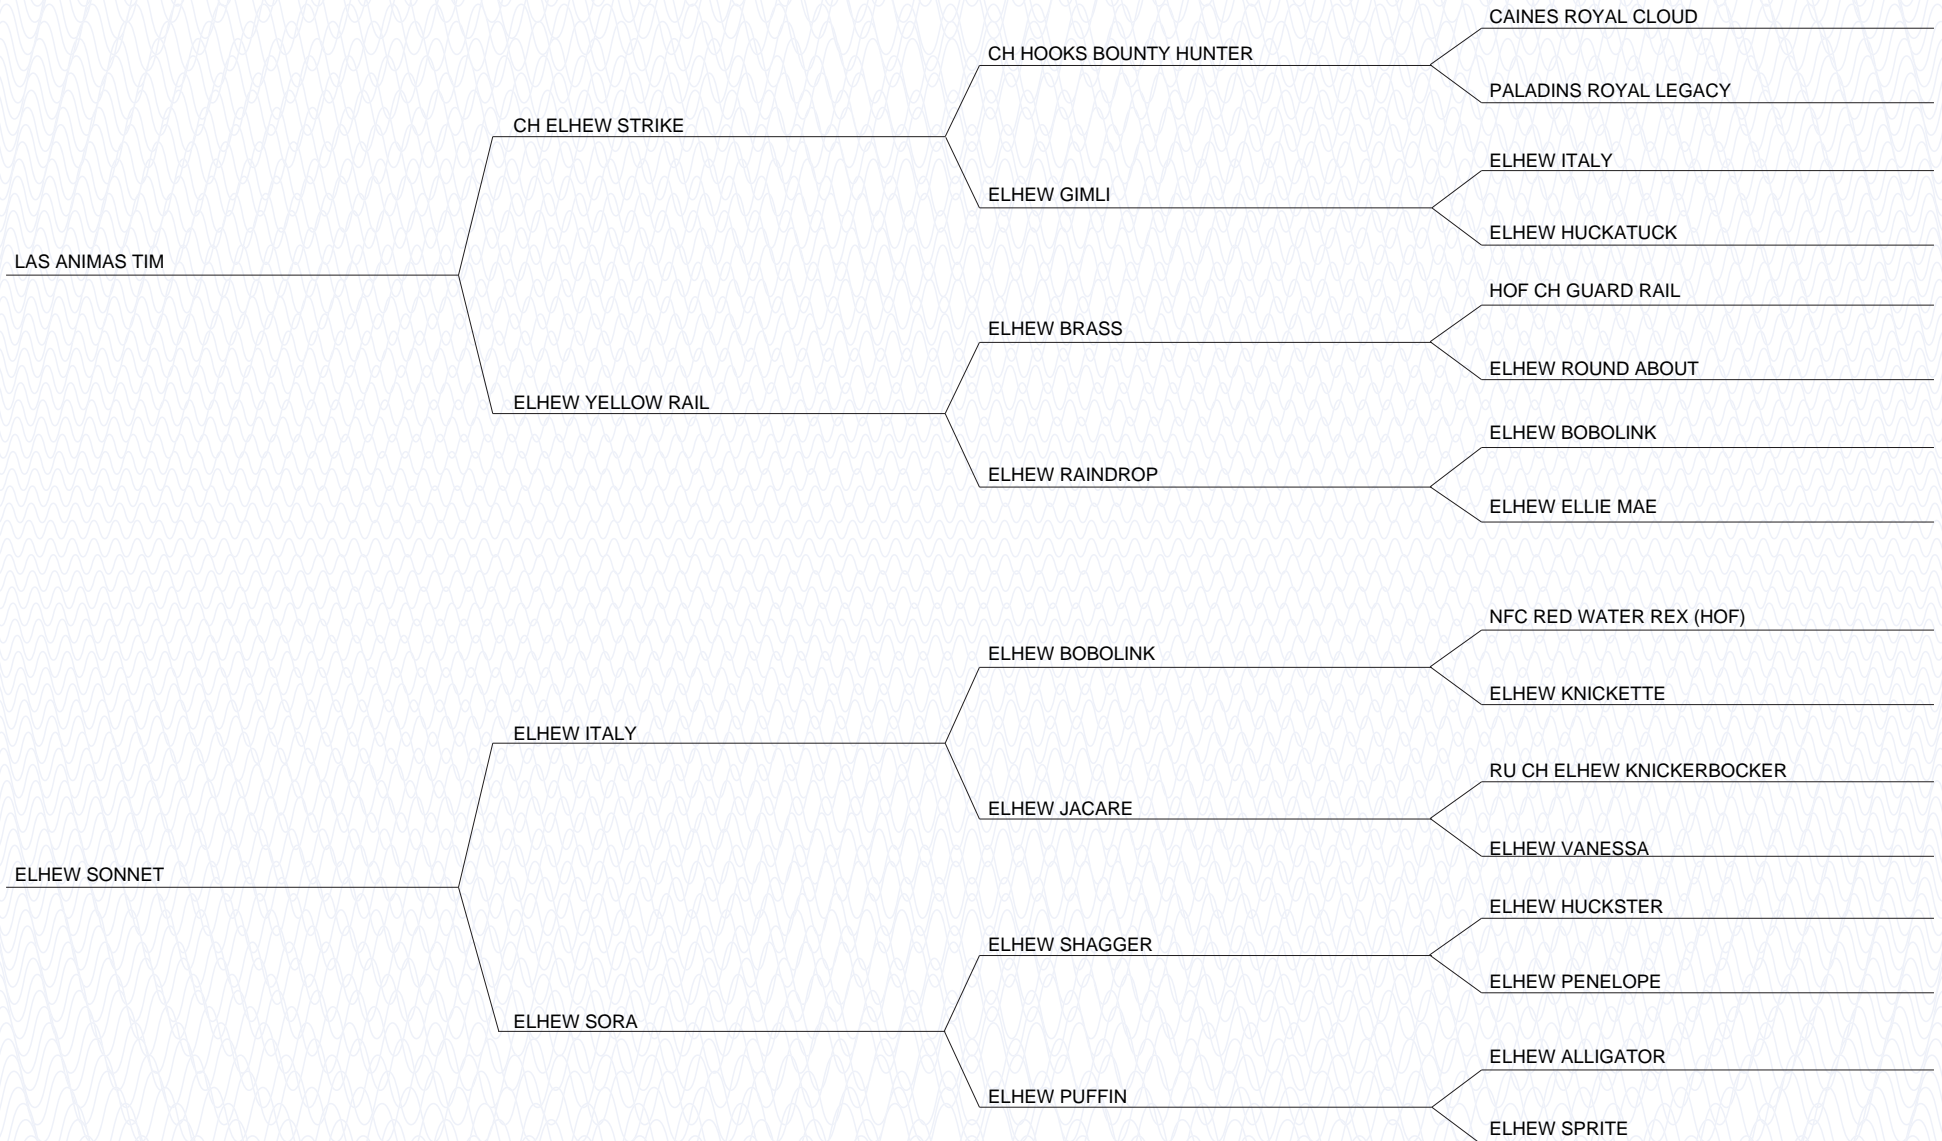 CAINES ROYAL CLOUD
CH HOOKS BOUNTY HUNTER
PALADINS ROYAL LEGACY
CH ELHEW STRIKE
ELHEW ITALY
ELHEW GIMLI
ELHEW HUCKATUCK
LAS ANIMAS TIM
HOF CH GUARD RAIL
ELHEW BRASS
ELHEW ROUND ABOUT
ELHEW YELLOW RAIL
ELHEW BOBOLINK
ELHEW RAINDROP
ELHEW ELLIE MAE
NFC RED WATER REX (HOF)
ELHEW BOBOLINK
ELHEW KNICKETTE
ELHEW ITALY
RU CH ELHEW KNICKERBOCKER
ELHEW JACARE
ELHEW VANESSA
ELHEW SONNET
ELHEW HUCKSTER
ELHEW SHAGGER
ELHEW PENELOPE
ELHEW SORA
ELHEW ALLIGATOR
ELHEW PUFFIN
ELHEW SPRITE